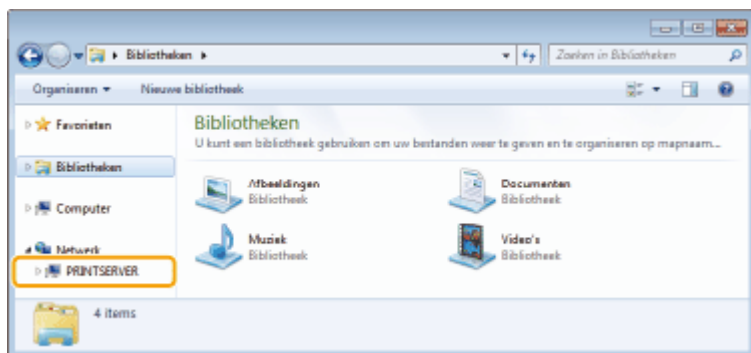 Bibliotheken
Zoeken in Bibliotheken
Organiseren
Nieuwe bibliotheek
Favorieten
Bibliotheken
Computer
Netwerk
PRINTSERVER
Bibliotheken
U kunt een bibliotheek gebruiken om uw bestanden weer te geven en te organiseren op mapnaam...
Afbeeldingen
Bibliotheek
Documenten
Bibliotheek
Muziek
Bibliotheek
Video's
Bibliotheek
4 items